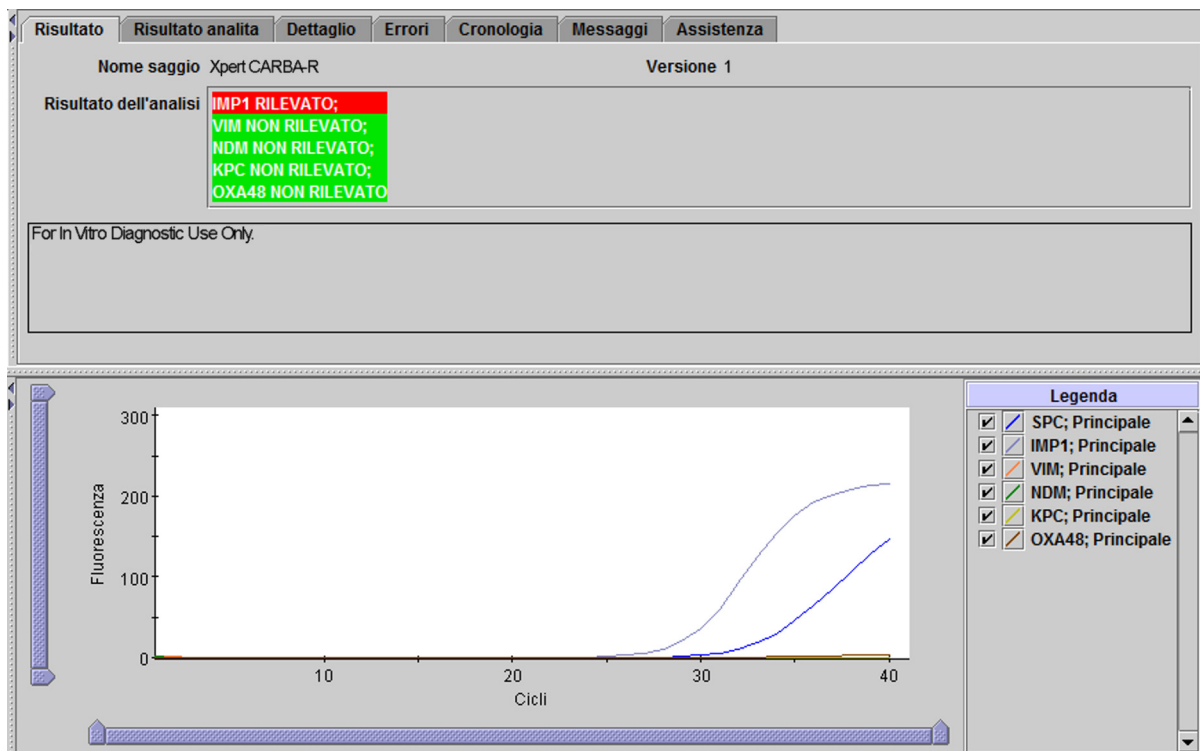 Risultato Risultato analita Dettaglio Errori Cronologia Messaggi Assistenza
Nome saggio Xpert CARBA-R Versione 1
Risultato dell'analisi IMP1 RILEVATO;
VIM NON RILEVATO;
NDM NON RILEVATO;
KPC NON RILEVATO;
OXA48 NON RILEVATO
For In Vitro Diagnostic Use Only.
Legenda
SPC; Principale
IMP1; Principale
VIM; Principale
NDM; Principale
KPC; Principale
OXA48; Principale
300
200
100
0
Fluorescenza
10 20 30 40
Cicli